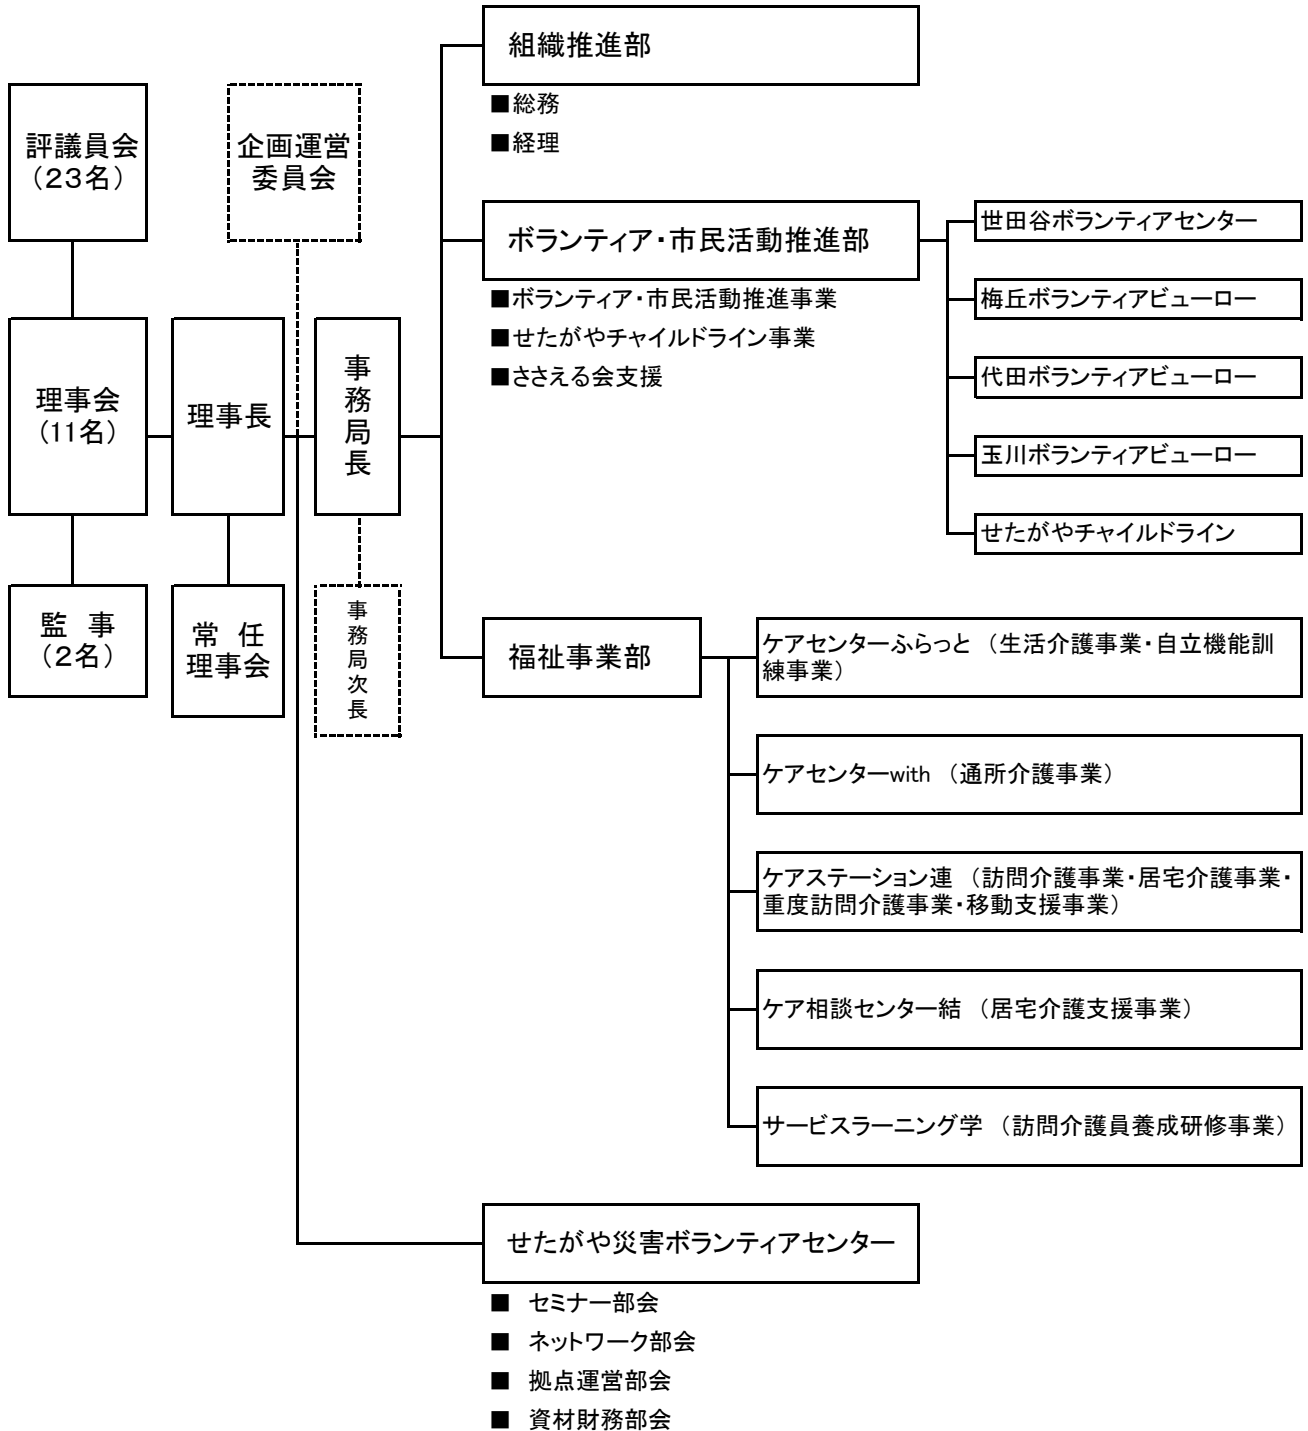 評議員会
（23名）
理事会
（11名）
監　事
（2名）
企画運営
委員会
理事長
常　任
理事会
事務局長
事務局次長
組織推進部
■総務
■経理
ボランティア・市民活動推進部
■ボランティア・市民活動推進事業
■せたがやチャイルドライン事業
■ささえる会支援
世田谷ボランティアセンター
梅丘ボランティアビューロー
代田ボランティアビューロー
玉川ボランティアビューロー
せたがやチャイルドライン
福祉事業部
ケアセンターふらっと　（生活介護事業・自立機能訓
練事業）
ケアセンターwith　（通所介護事業）
ケアステーション連　（訪問介護事業・居宅介護事業・
重度訪問介護事業・移動支援事業）
ケア相談センター結　（居宅介護支援事業）
サービスラーニング学　（訪問介護員養成研修事業）
せたがや災害ボランティアセンター
■　セミナー部会
■　ネットワーク部会
■　拠点運営部会
■　資材財務部会